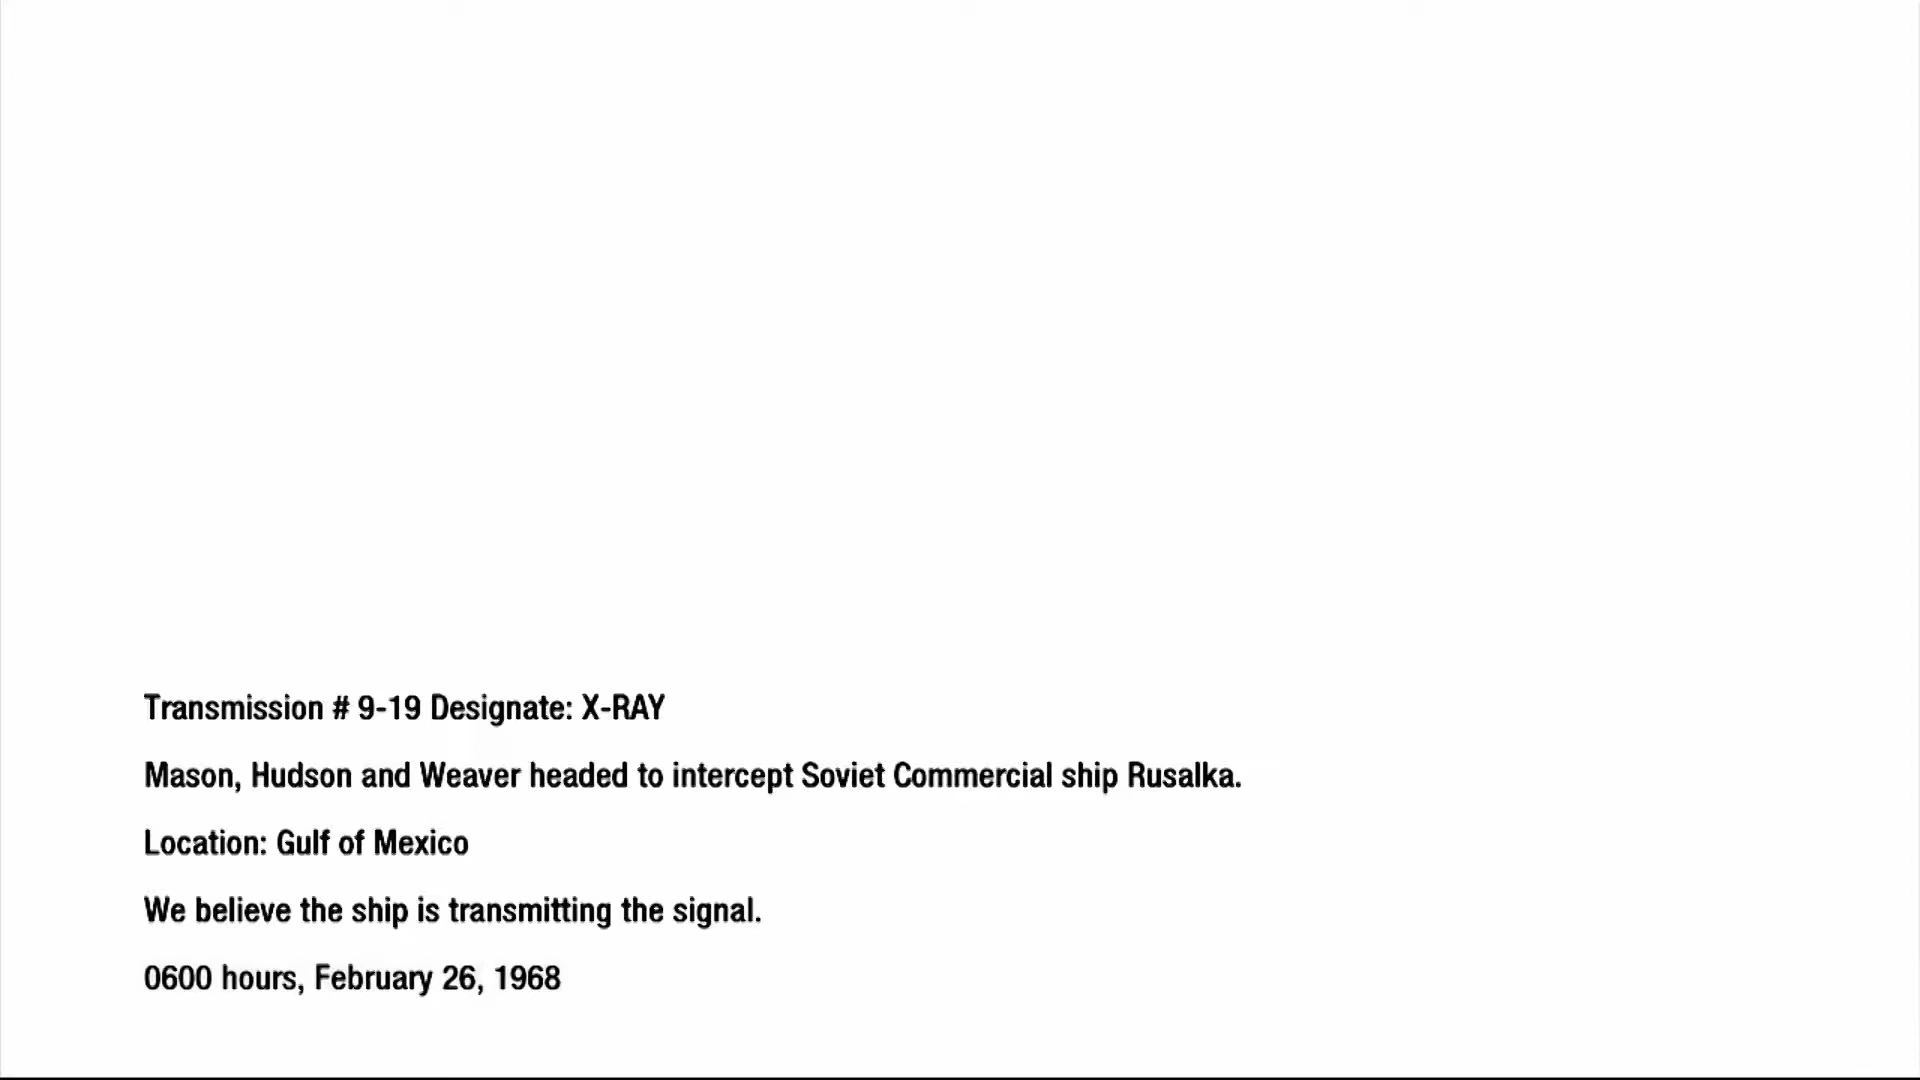 Transmission # 9-19 Designate: X-RAY
Mason, Hudson and Weaver headed to intercept Soviet Commercial ship Rusalka.
Location: Gulf of Mexico
We believe the ship is transmitting the signal.
0600 hours, February 26, 1968